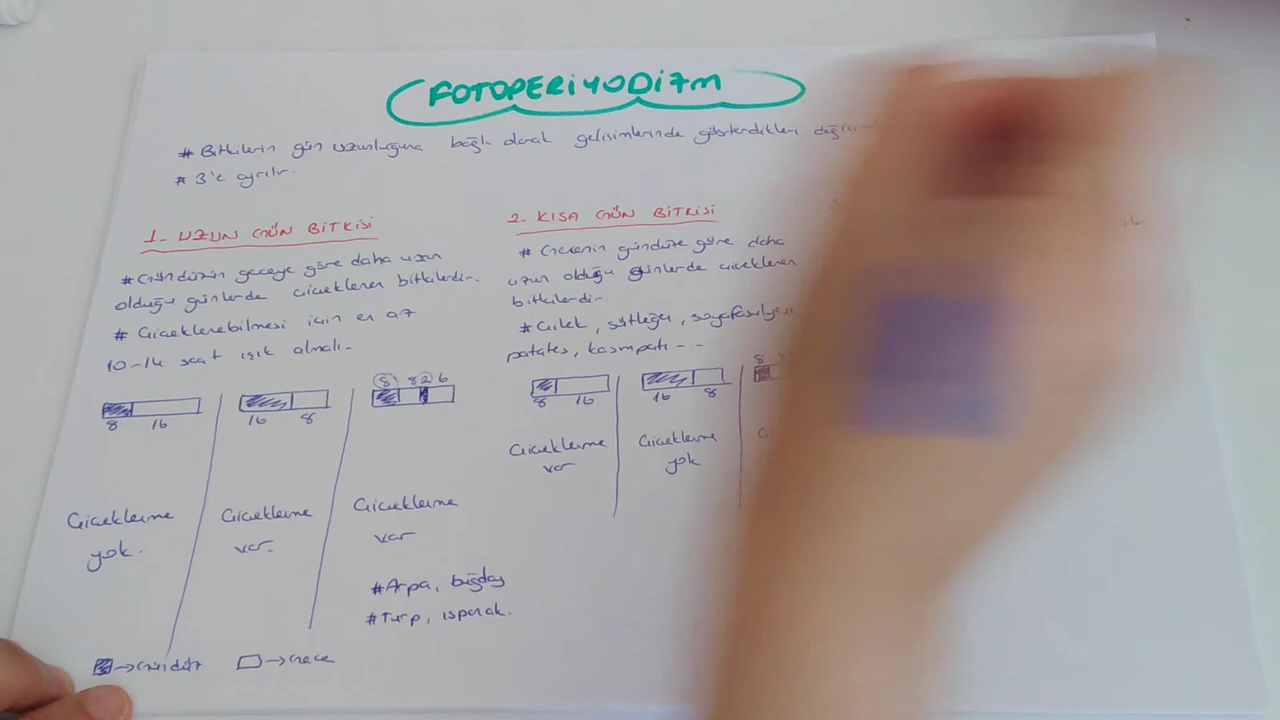 FOTOPERİYODİZM
# Bitkilerin gün uzunluğuna bağlı olarak gelişimlerinde gösterdikleri
# 3'e ayrılır.
1- UZUN GÜN BİTKİSİ
# Gündüzün geceye göre daha uzun
olduğu günlerde çiçeklenen bitkilerdir.
# Çiçeklenebilmesi için en az
10-14 saat ışık almalı.
8 16
16 8
8 8 2 6
Çiçeklenme
yok.
Çiçeklenme
var.
Çiçeklenme
var
# Arpa, buğday
# Turp, ıspanak.
→ Gündüz → Gece
2- KISA GÜN BİTKİSİ
# Gecenin gündüze göre daha
uzun olduğu günlerde çiçeklenen
bitkilerdir
# Çilek, sütleğen, soya fasulyesi
patates, kasımpatı - - -
8 16
16 8
8
Çiçeklenme
var
Çiçeklenme
yok